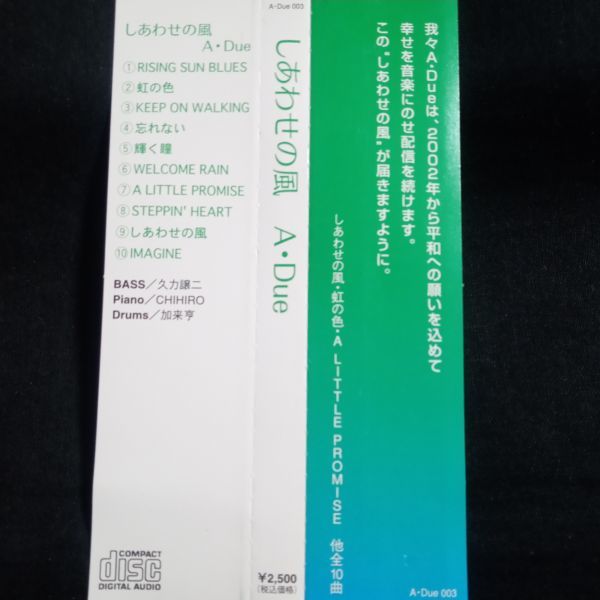 しあわせの風
A・Due
①RISING SUN BLUES
②虹の色
③KEEP ON WALKING
④忘れない
⑤輝く瞳
⑥WELCOME RAIN
⑦A LITTLE PROMISE
⑧STEPPIN' HEART
⑨しあわせの風
⑩IMAGINE
BASS／久力譲二
Piano／CHIHIRO
Drums／加来亨
COMPACT
disc
DIGITAL AUDIO
A-Due 003
しあわせの風 A・Due
¥2,500
(税込価格)
我々A・Dueは、2002年から平和への願いを込めて
幸せを音楽にのせ配信を続けます。
この"しあわせの風"が届きますように。
しあわせの風・虹の色・A LITTLE PROMISE 他全10曲
A-Due 003